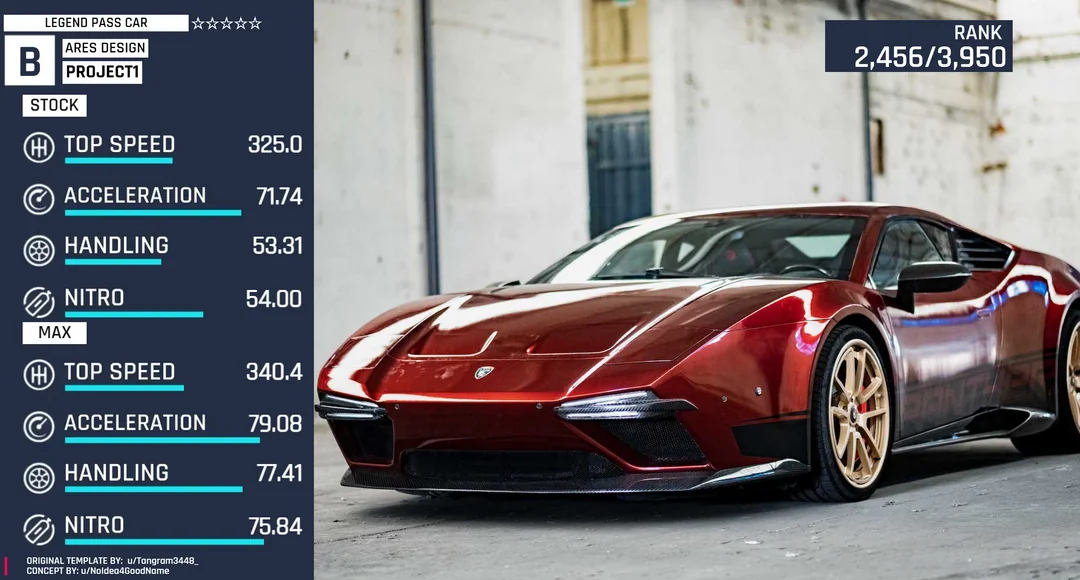 LEGEND PASS CAR ☆☆☆☆☆
B
ARES DESIGN
PROJECT1
RANK
2,456/3,950
STOCK
TOP SPEED 325.0
ACCELERATION 71.74
HANDLING 53.31
NITRO 54.00
MAX
TOP SPEED 340.4
ACCELERATION 79.08
HANDLING 77.41
NITRO 75.84
ORIGINAL TEMPLATE BY: u/Tangram3448_
CONCEPT BY: u/NoIdea4GoodName